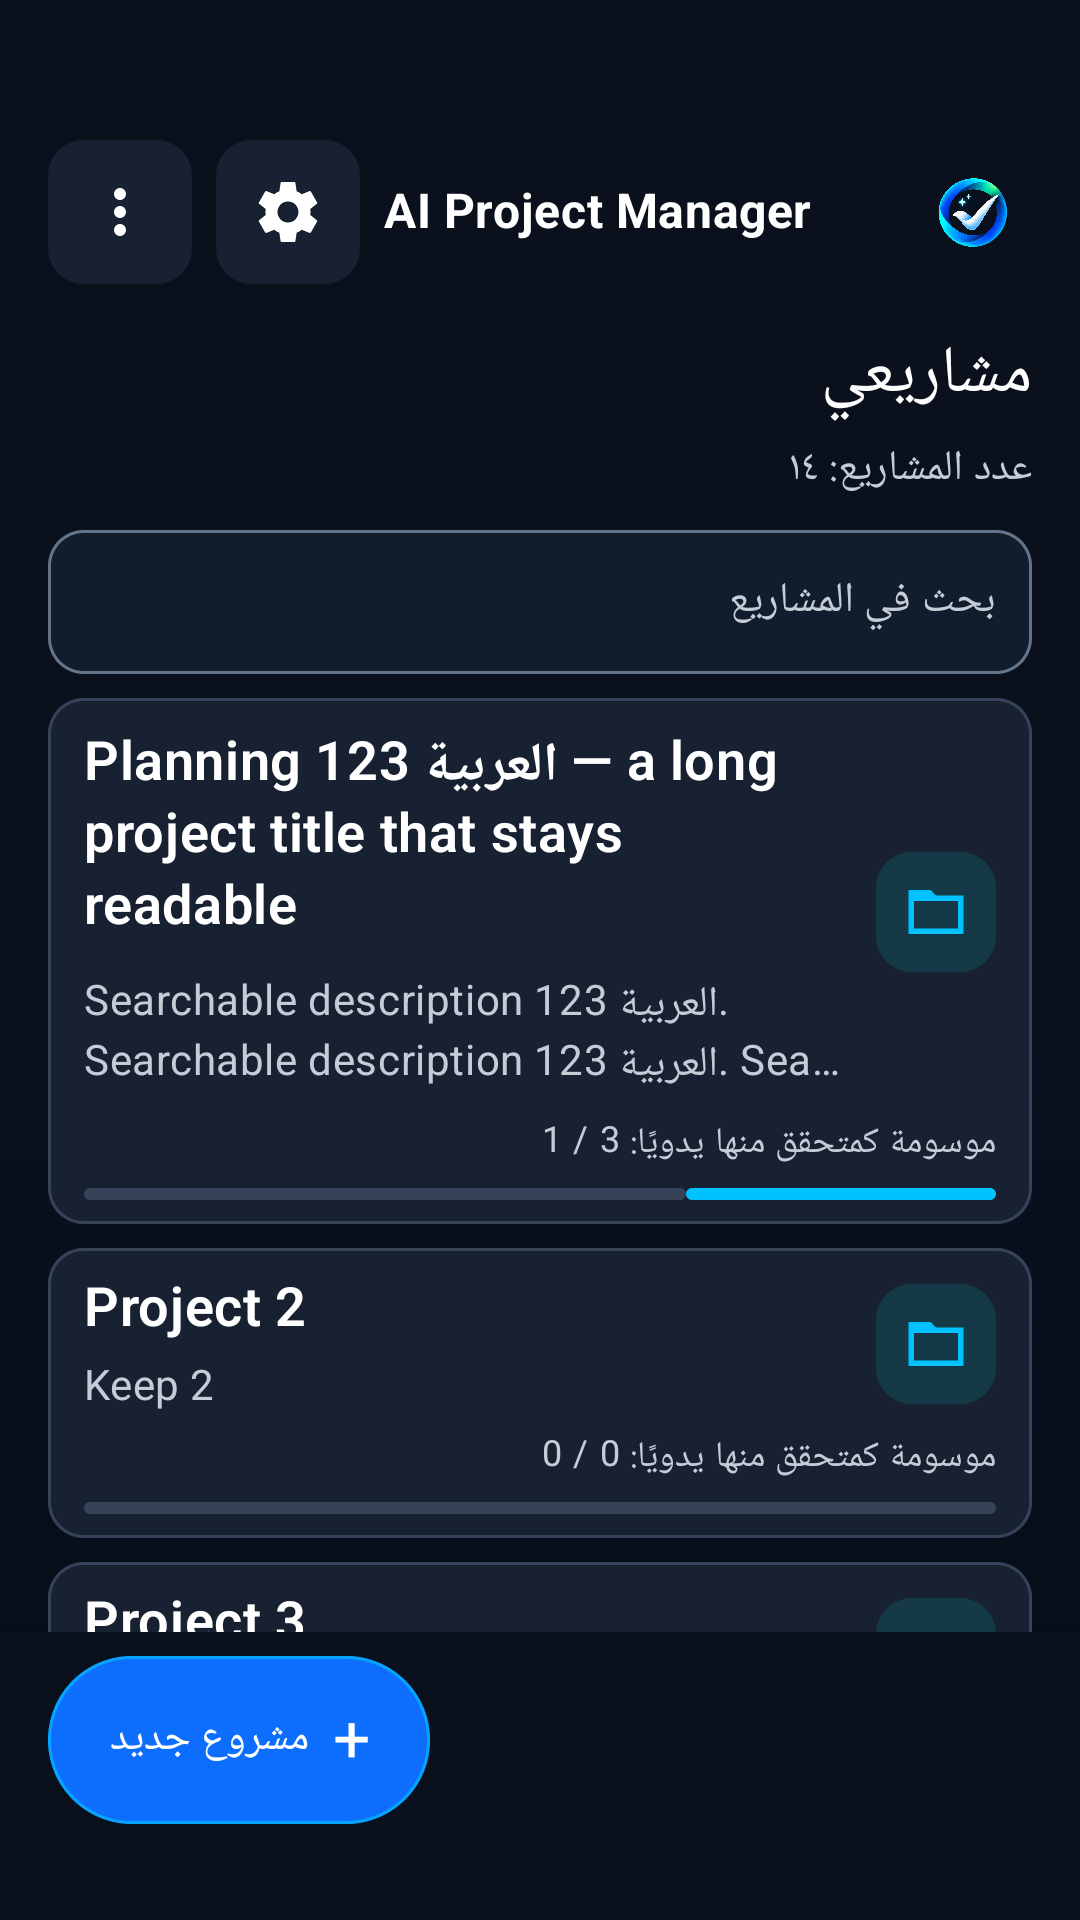 AI Project Manager
مشاريعي
عدد المشاريع: ١٤
بحث في المشاريع
Planning 123 العربية — a long
project title that stays
readable
Searchable description 123 العربية.
Searchable description 123 العربية. Sea…
موسومة كمتحقق منها يدويًا: 3 / 1
Project 2
Keep 2
موسومة كمتحقق منها يدويًا: 0 / 0
Project 3
مشروع جديد